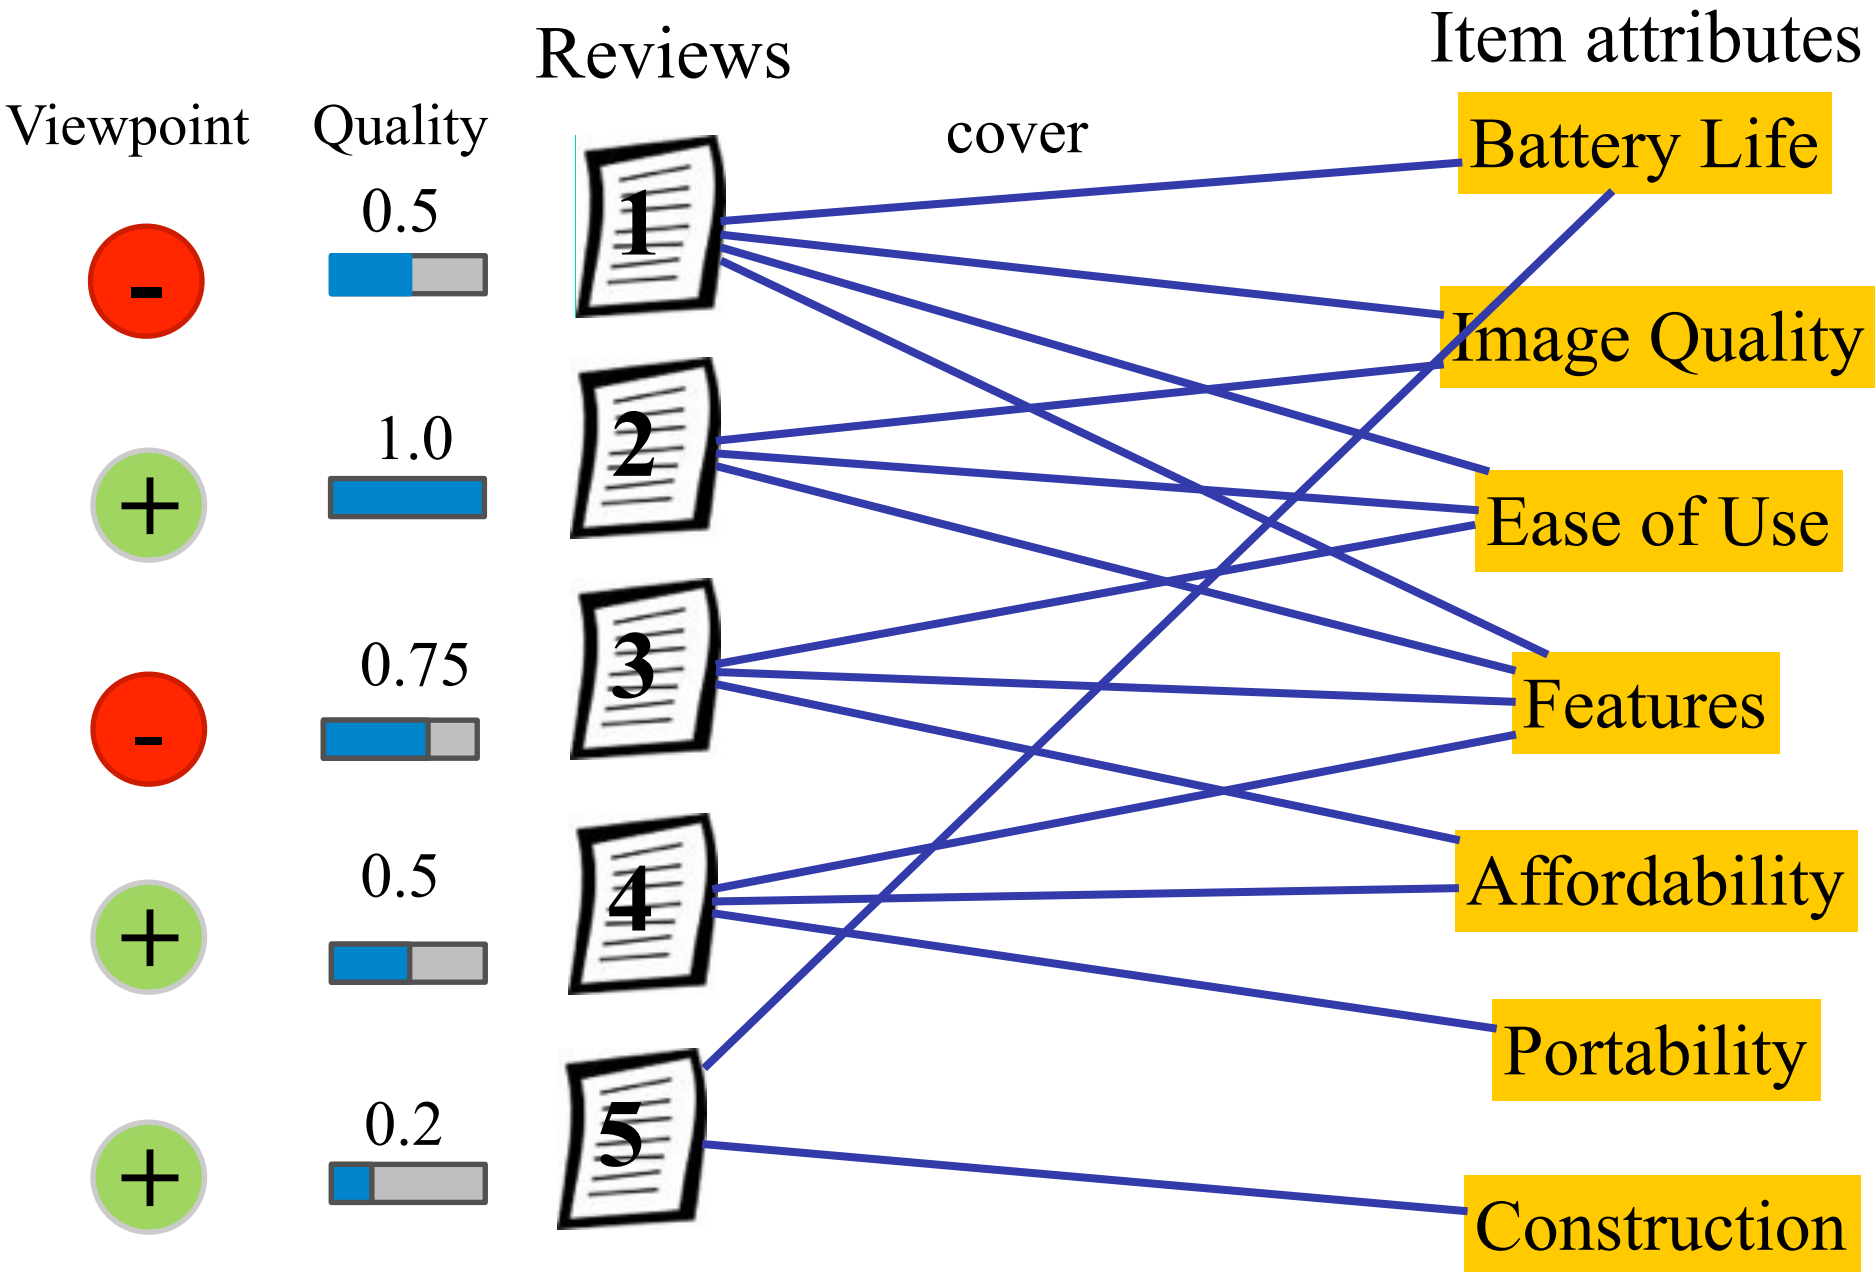 Reviews
Item attributes
Viewpoint
Quality
cover
Battery Life
0.5
1
-
Image Quality
1.0
2
+
Ease of Use
0.75
3
-
Features
0.5
4
+
Affordability
Portability
0.2
5
+
Construction